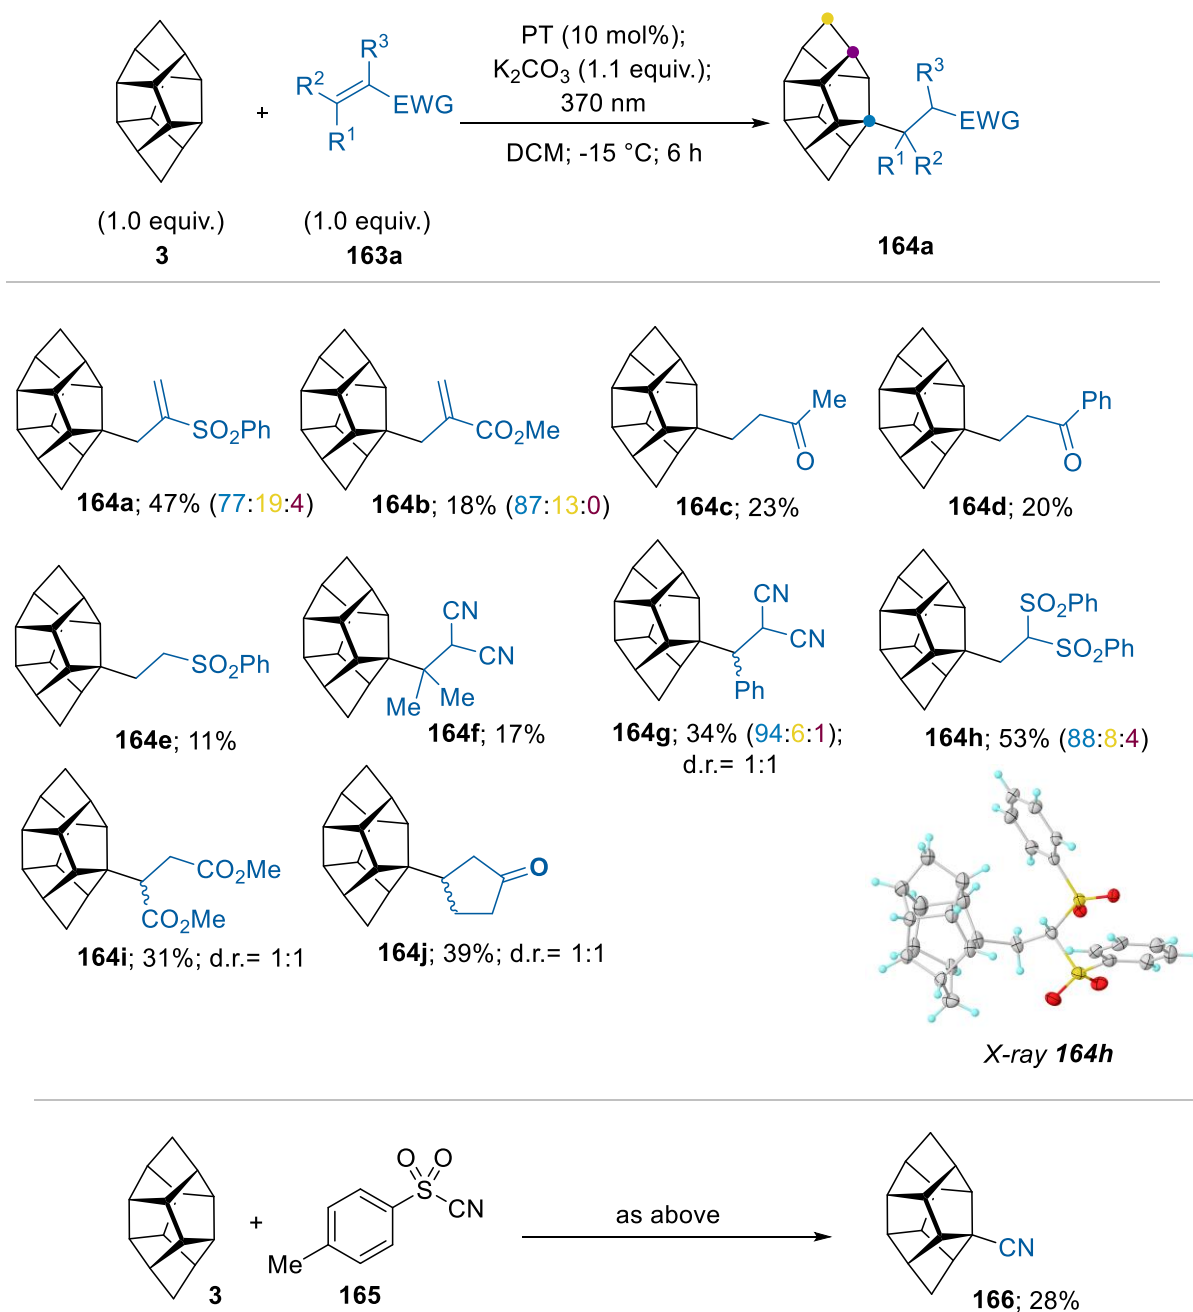 PT (10 mol%);
K2CO3 (1.1 equiv.);
370 nm
DCM; -15 °C; 6 h
+
R3
R2
EWG
R1
R3
EWG
R1 R2
(1.0 equiv.)
3
(1.0 equiv.)
163a
164a
SO2Ph
164a; 47% (77:19:4)
CO2Me
164b; 18% (87:13:0)
Me
O
164c; 23%
Ph
O
164d; 20%
SO2Ph
164e; 11%
CN
CN
Me
Me
164f; 17%
CN
CN
Ph
164g; 34% (94:6:1);
d.r.= 1:1
SO2Ph
SO2Ph
164h; 53% (88:8:4)
CO2Me
CO2Me
164i; 31%; d.r.= 1:1
O
164j; 39%; d.r.= 1:1
X-ray 164h
3
+
O O
S
CN
Me
165
as above
CN
166; 28%